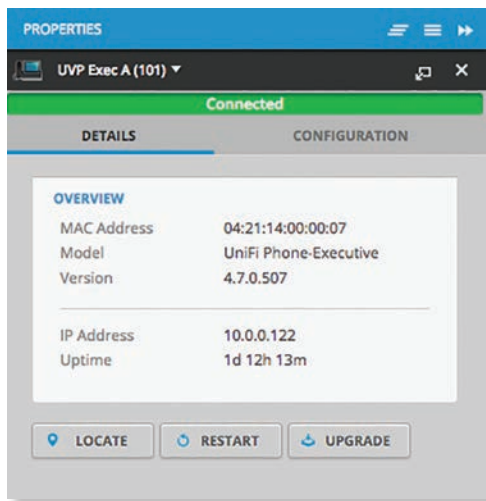 PROPERTIES
UVP Exec A (101)
Connected
DETAILS CONFIGURATION
OVERVIEW
MAC Address 04:21:14:00:00:07
Model UniFi Phone-Executive
Version 4.7.0.507
IP Address 10.0.0.122
Uptime 1d 12h 13m
LOCATE RESTART UPGRADE